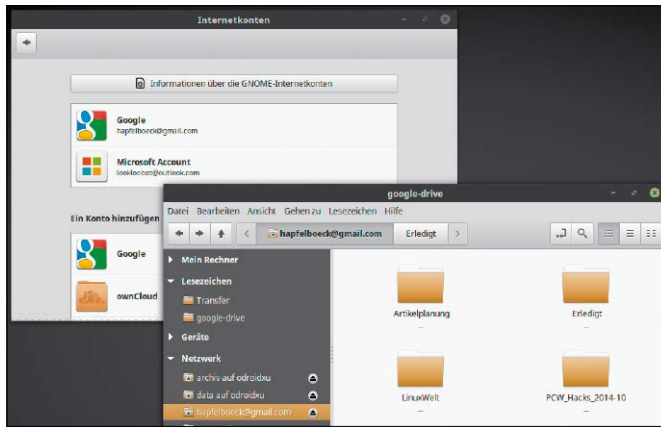 Internetkonten
Informationen über die GNOME-Internetkonten
Google
hapfelboeck@gmail.com
Microsoft Account
@outlook.com
Ein Konto hinzufügen
Google
ownCloud
google-drive
Datei Bearbeiten Ansicht Gehen zu Lesezeichen Hilfe
hapfelboeck@gmail.com Erledigt
Mein Rechner
Lesezeichen
Transfer
google-drive
Geräte
Netzwerk
archiv auf odroidxu
data auf odroidxu
hapfelboeck@gmail.com
Artikelplanung
Erledigt
LinuxWelt
PCW_Hacks_2014-10